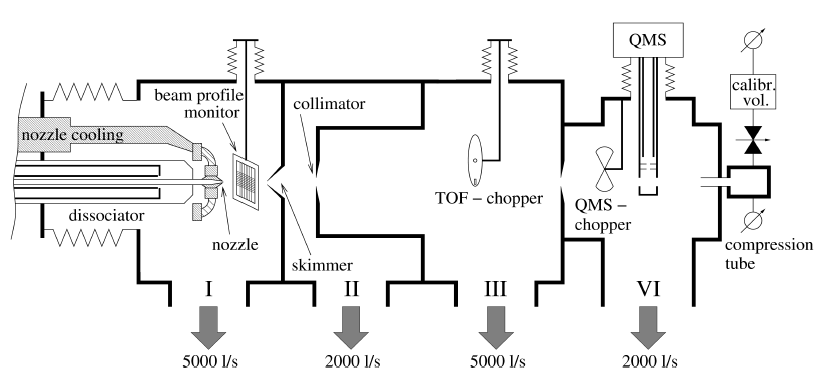 QMS
beam profile
monitor
collimator
calibr.
vol.
nozzle cooling
TOF – chopper
QMS –
chopper
dissociator
nozzle
skimmer
compression
tube
I
II
III
VI
5000 l/s
2000 l/s
5000 l/s
2000 l/s